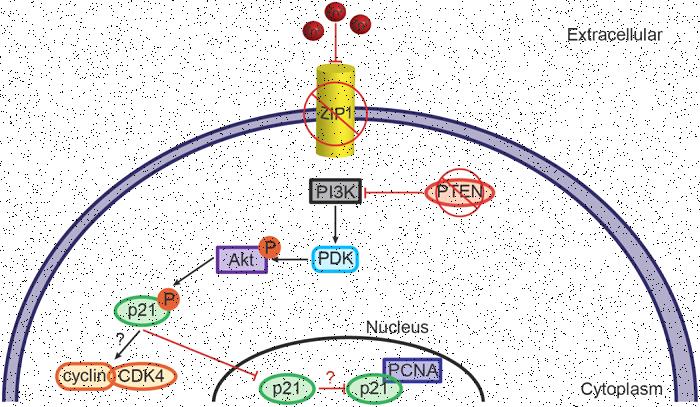 Extracellular
ZIP1
PI3K
PTEN
P
Akt
PDK
P
p21
?
Nucleus
cyclin
CDK4
PCNA
p21
?
p21
Cytoplasm